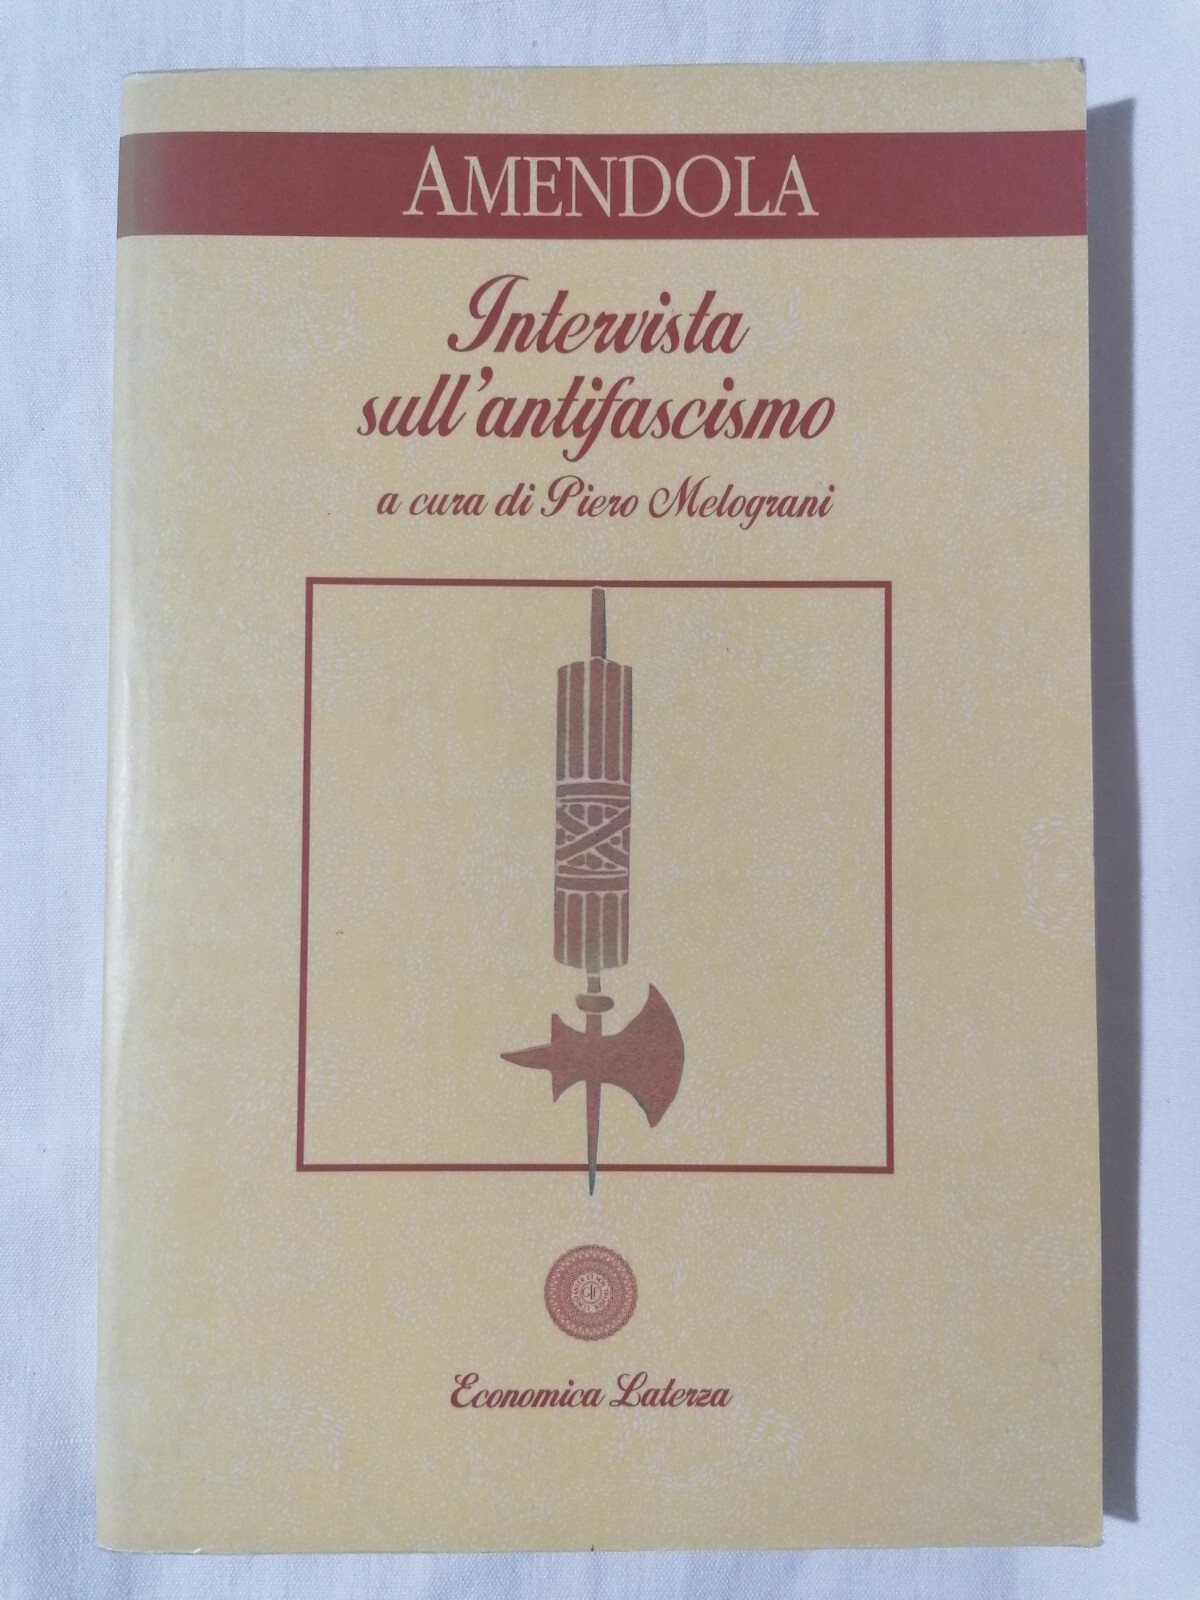 AMENDOLA
Intervista
sull'antifascismo
a cura di Piero Melograni
Economica Laterza